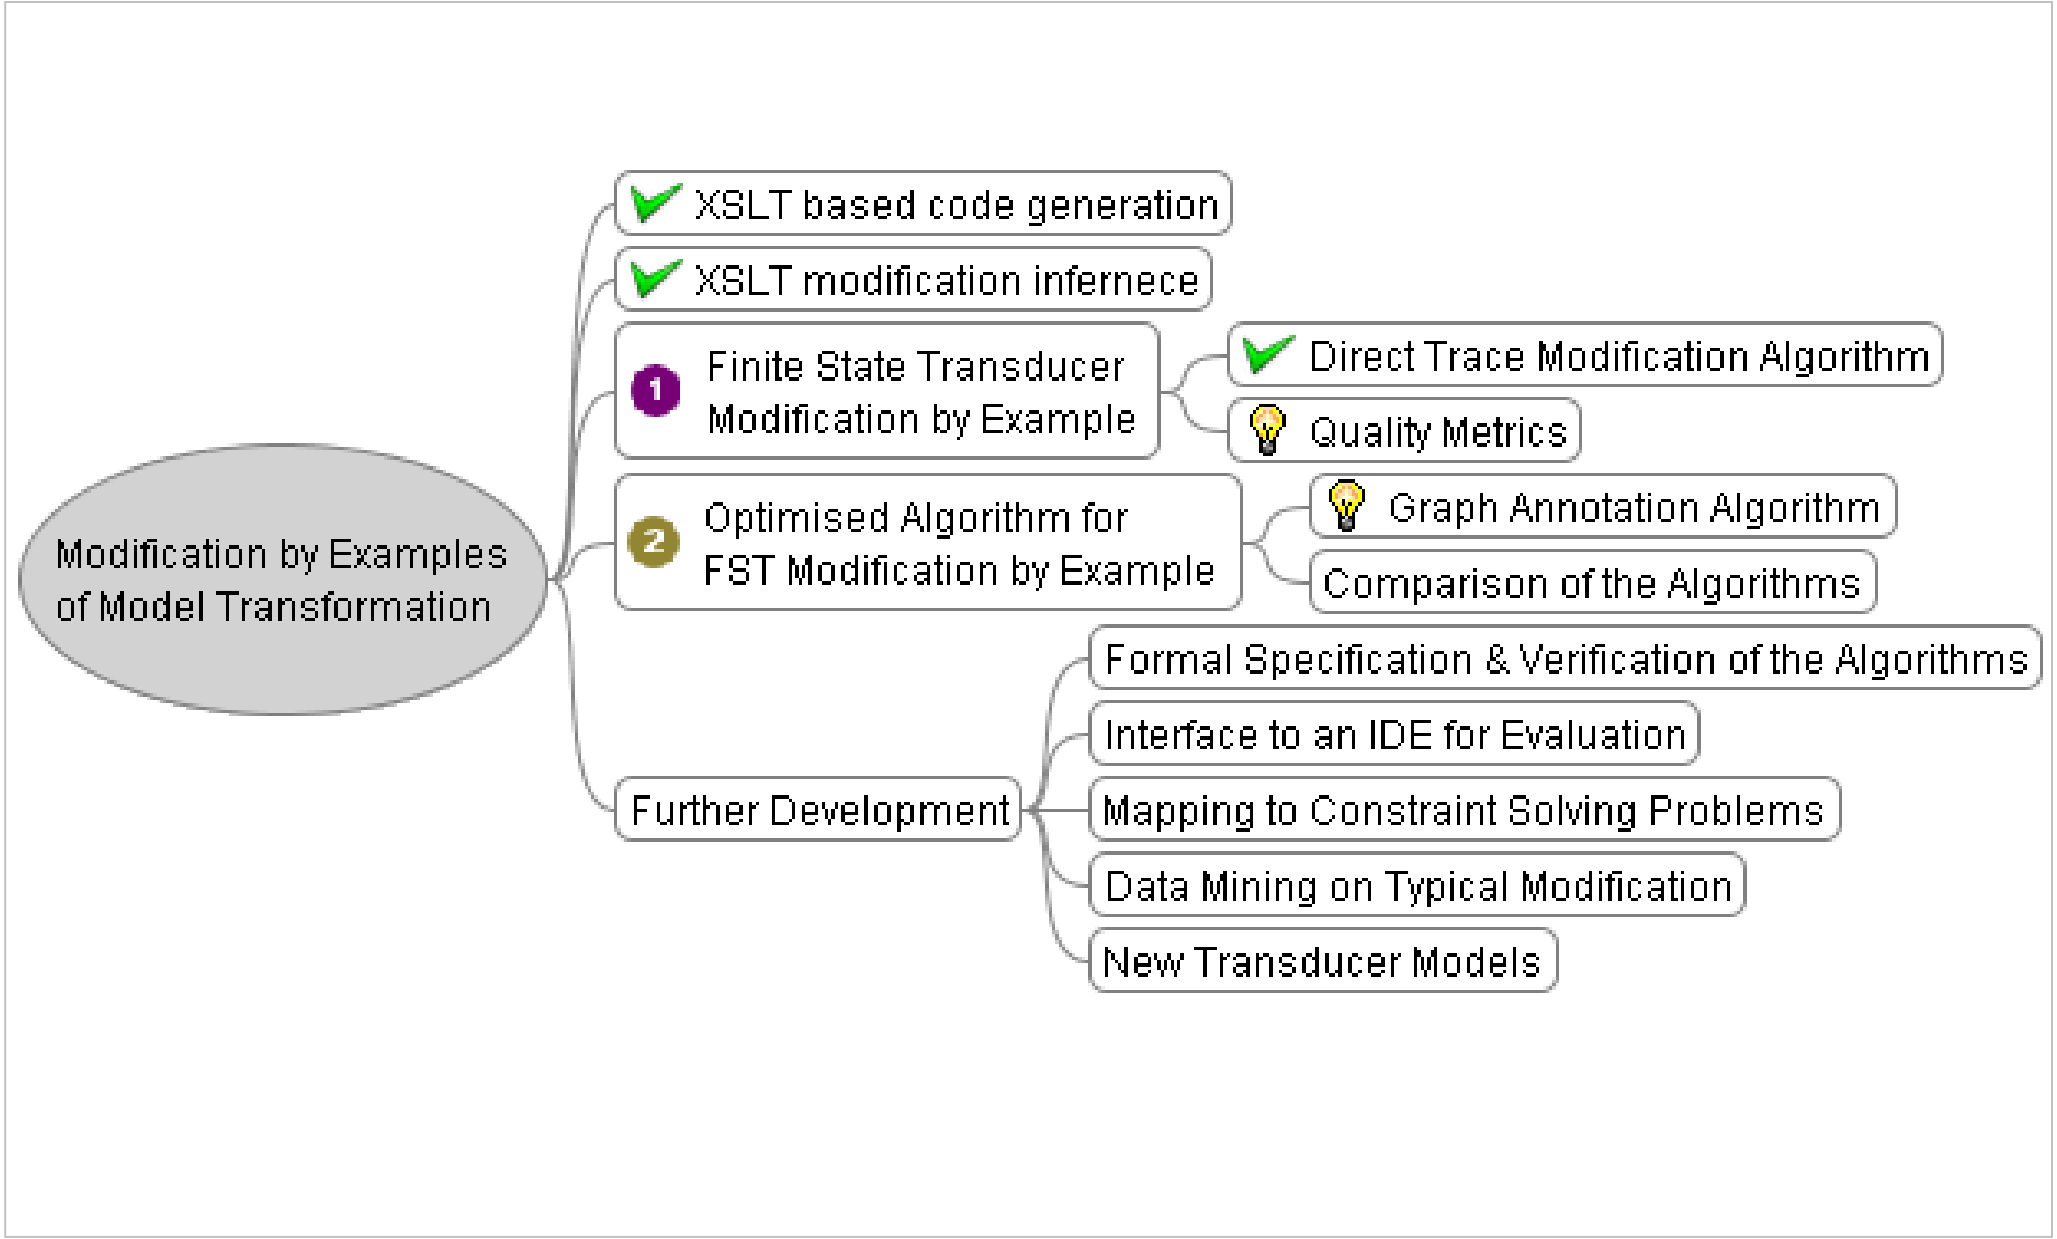 XSLT based code generation
XSLT modification infernece
1
Finite State Transducer
Modification by Example
Direct Trace Modification Algorithm
Quality Metrics
2
Optimised Algorithm for
FST Modification by Example
Graph Annotation Algorithm
Comparison of the Algorithms
Modification by Examples
of Model Transformation
Further Development
Formal Specification & Verification of the Algorithms
Interface to an IDE for Evaluation
Mapping to Constraint Solving Problems
Data Mining on Typical Modification
New Transducer Models